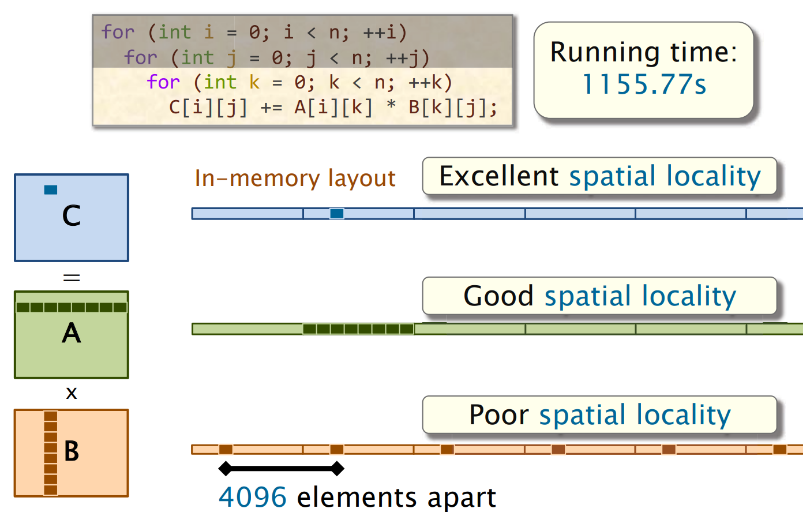 for (int i = 0; i < n; ++i)
for (int j = 0; j < n; ++j)
for (int k = 0; k < n; ++k)
C[i][j] += A[i][k] * B[k][j];
Running time:
1155.77s
In-memory layout
Excellent spatial locality
C
=
Good spatial locality
A
x
Poor spatial locality
B
4096 elements apart